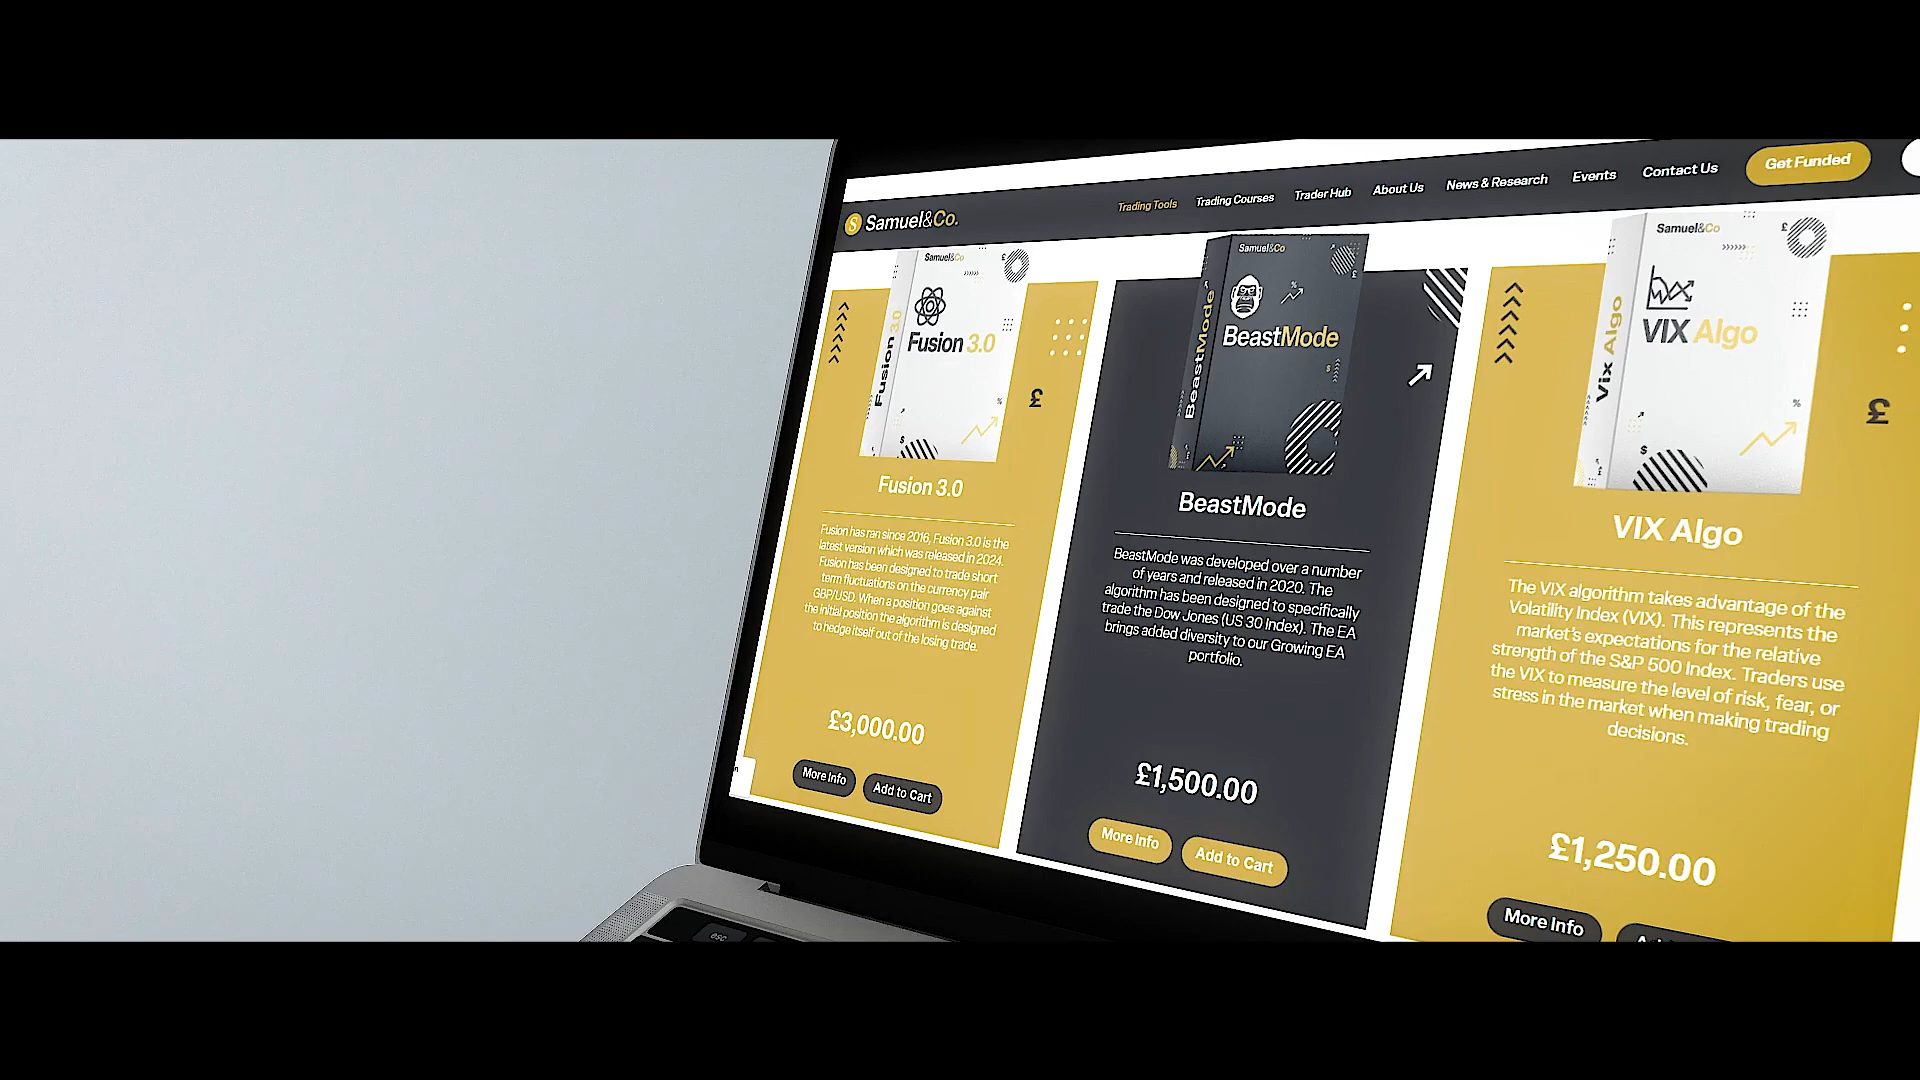 Samuel&Co.
Trading Tools
Trading Courses
Trader Hub
About Us
News & Research
Events
Contact Us
Get Funded
Samuel&Co
£
Fusion 3.0
Fusion 3.0
%
$
£
Fusion 3.0
Fusion has ran since 2016, Fusion 3.0 is the
latest version which was released in 2024.
Fusion has been designed to trade short
term fluctuations on the currency pair
GBP/USD. When a position goes against
the initial position the algorithm is designed
to hedge itself out of the losing trade.
£3,000.00
More Info
Add to Cart
Samuel&Co
£
%
BeastMode
BeastMode
$
BeastMode
BeastMode was developed over a number
of years and released in 2020. The
algorithm has been designed to specifically
trade the Dow Jones (US 30 Index). The EA
brings added diversity to our Growing EA
portfolio.
£1,500.00
More Info
Add to Cart
Samuel&Co
£
VIX Algo
Vix Algo
%
$
£
£
VIX Algo
The VIX algorithm takes advantage of the
Volatility Index (VIX). This represents the
market's expectations for the relative
strength of the S&P 500 Index. Traders use
the VIX to measure the level of risk, fear, or
stress in the market when making trading
decisions.
£1,250.00
More Info
esc